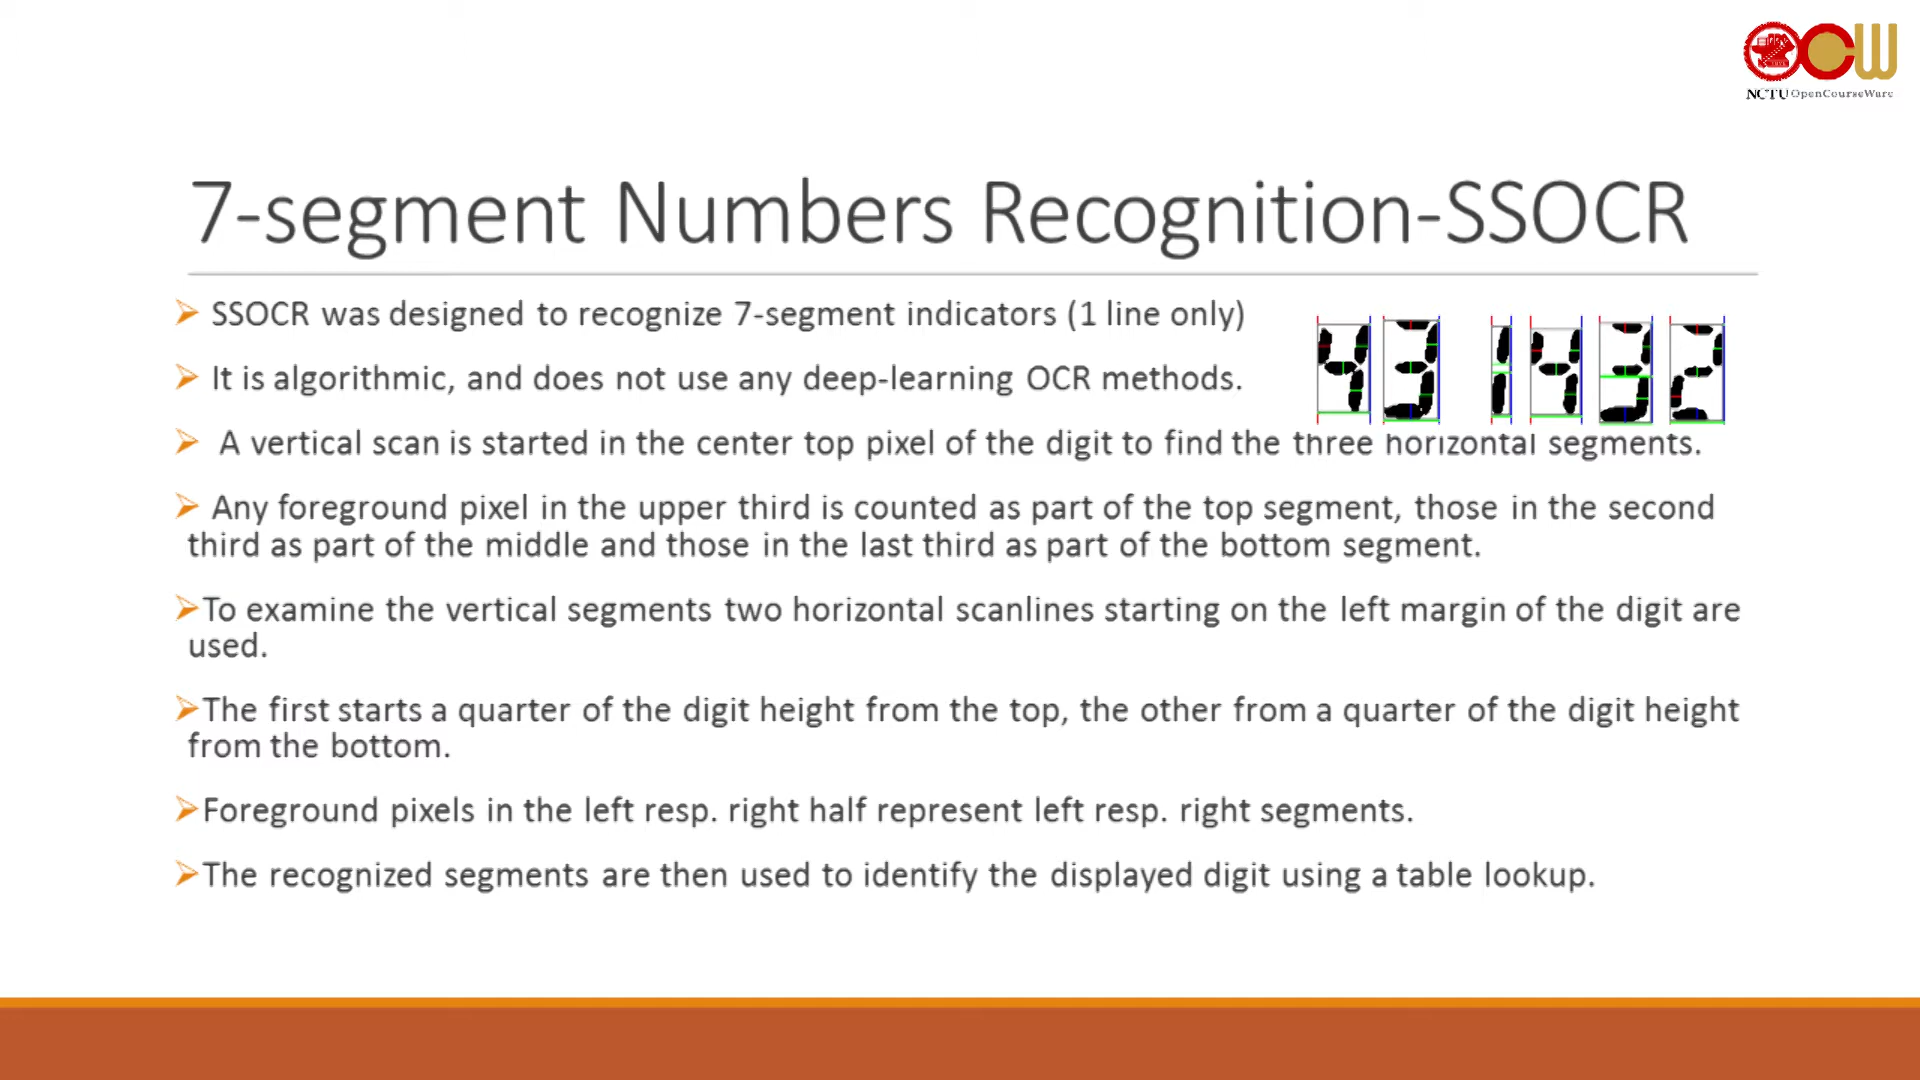 OCW
NCTU OpenCourseWare
7-segment Numbers Recognition-SSOCR
SSOCR was designed to recognize 7-segment indicators (1 line only)
43 1432
It is algorithmic, and does not use any deep-learning OCR methods.
A vertical scan is started in the center top pixel of the digit to find the three horizontal segments.
Any foreground pixel in the upper third is counted as part of the top segment, those in the second
third as part of the middle and those in the last third as part of the bottom segment.
To examine the vertical segments two horizontal scanlines starting on the left margin of the digit are
used.
The first starts a quarter of the digit height from the top, the other from a quarter of the digit height
from the bottom.
Foreground pixels in the left resp. right half represent left resp. right segments.
The recognized segments are then used to identify the displayed digit using a table lookup.